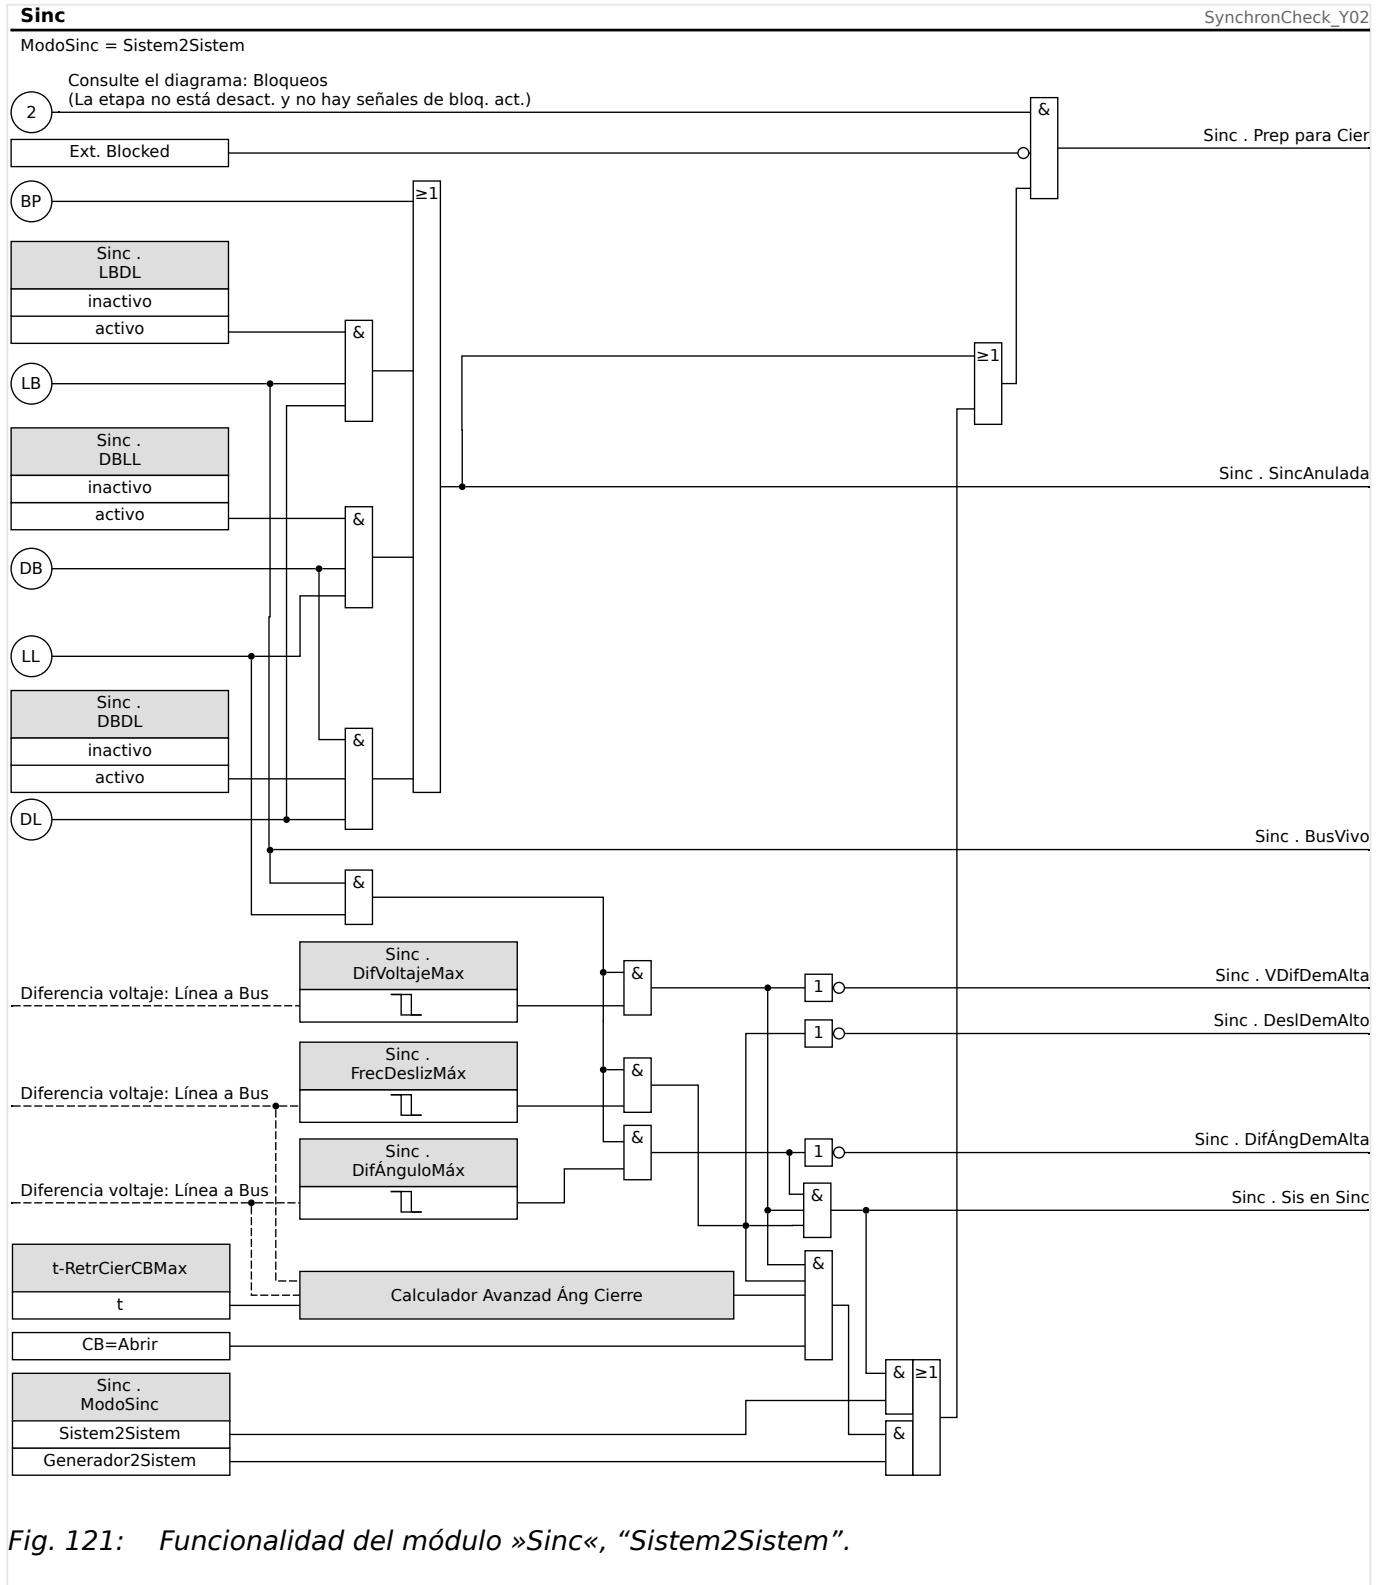 Sinc
SynchronCheck_Y02
ModoSinc = Sistem2Sistem
Consulte el diagrama: Bloqueos
(La etapa no está desact. y no hay señales de bloq. act.)
2
&
Sinc . Prep para Cier
Ext. Blocked
BP
≥1
Sinc .
LBDL
inactivo
activo
&
≥1
LB
Sinc .
DBLL
inactivo
activo
&
Sinc . SincAnulada
DB
LL
Sinc .
DBDL
inactivo
activo
&
DL
Sinc . BusVivo
&
Sinc .
DifVoltajeMax
&
Diferencia voltaje: Línea a Bus
1
Sinc . VDifDemAlta
1
Sinc . DeslDemAlto
Sinc .
FrecDeslizMáx
&
Diferencia voltaje: Línea a Bus
Sinc .
DifÁnguloMáx
&
1
Sinc . DifÁngDemAlta
Diferencia voltaje: Línea a Bus
&
Sinc . Sis en Sinc
t-RetrCierCBMax
t
Calculador Avanzad Áng Cierre
&
CB=Abrir
Sinc .
ModoSinc
Sistem2Sistem
Generador2Sistem
&
≥1
&
Fig. 121: Funcionalidad del módulo »Sinc«, “Sistem2Sistem”.